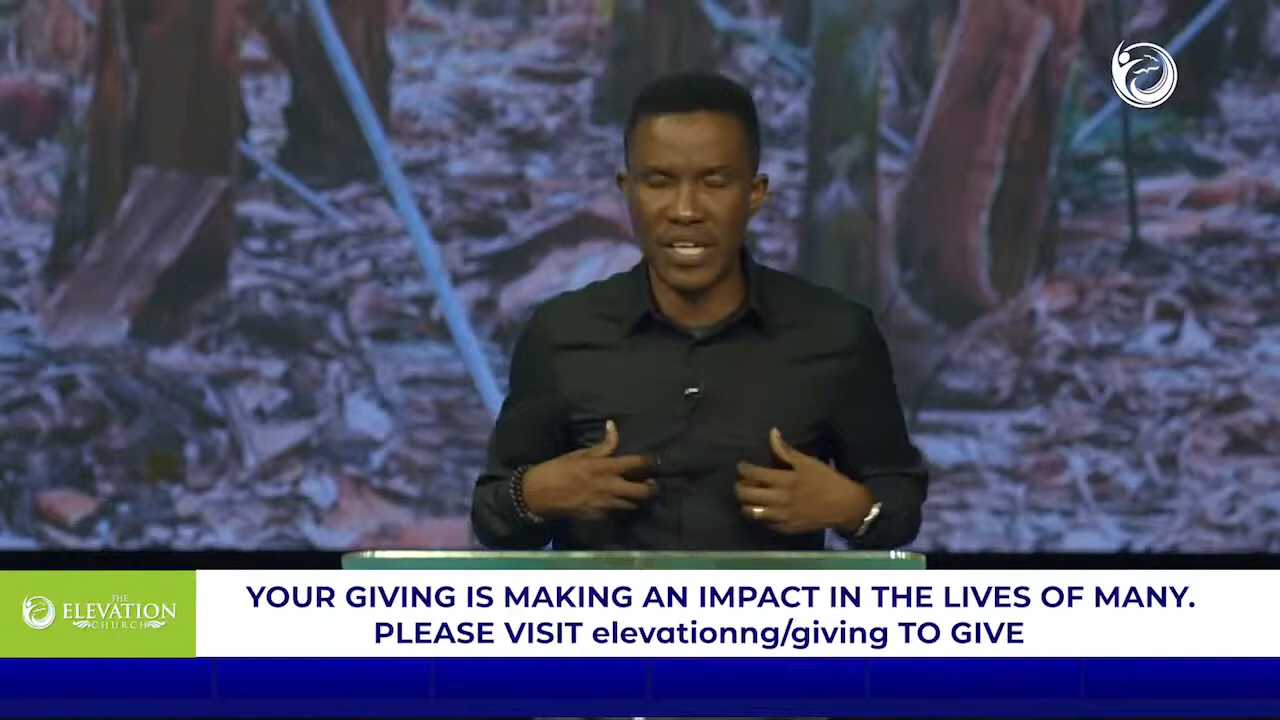 THE
ELEVATION
CHURCH
YOUR GIVING IS MAKING AN IMPACT IN THE LIVES OF MANY.
PLEASE VISIT elevationng/giving TO GIVE